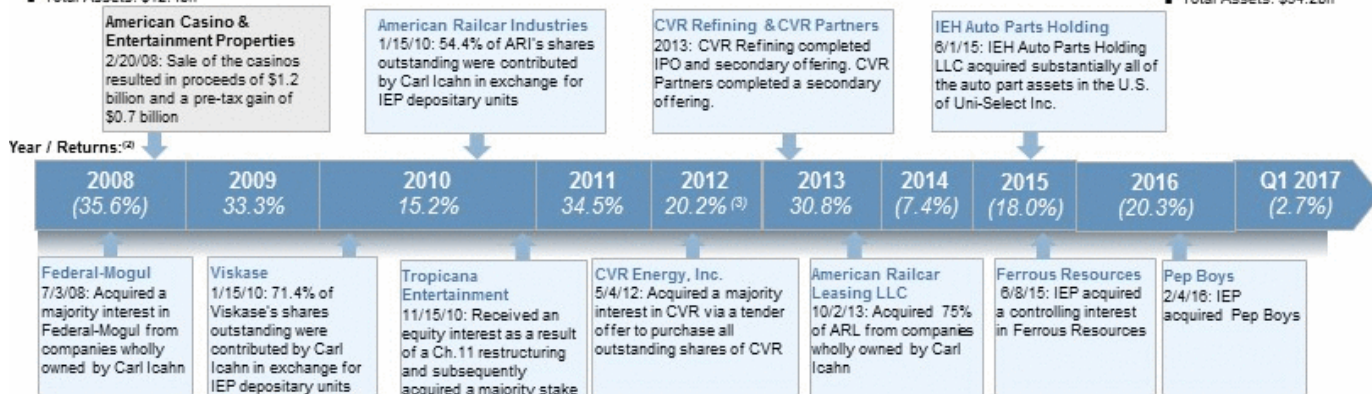 Total Assets: $12.4bn
Total Assets: $34.2bn
American Casino &
Entertainment Properties
2/20/08: Sale of the casinos
resulted in proceeds of $1.2
billion and a pre-tax gain of
$0.7 billion
American Railcar Industries
1/15/10: 54.4% of ARI's shares
outstanding were contributed
by Carl Icahn in exchange for
IEP depositary units
CVR Refining & CVR Partners
2013: CVR Refining completed
IPO and secondary offering. CVR
Partners completed a secondary
offering.
IEH Auto Parts Holding
6/1/15: IEH Auto Parts Holding
LLC acquired substantially all of
the auto part assets in the U.S.
of Uni-Select Inc.
Year / Returns:(2)
2008
(35.6%)
2009
33.3%
2010
15.2%
2011
34.5%
2012
20.2% (3)
2013
30.8%
2014
(7.4%)
2015
(18.0%)
2016
(20.3%)
Q1 2017
(2.7%)
Federal-Mogul
7/3/08: Acquired a
majority interest in
Federal-Mogul from
companies wholly
owned by Carl Icahn
Viskase
1/15/10: 71.4% of
Viskase's shares
outstanding were
contributed by Carl
Icahn in exchange for
IEP depositary units
Tropicana
Entertainment
11/15/10: Received an
equity interest as a result
of a Ch.11 restructuring
and subsequently
acquired a majority stake
CVR Energy, Inc.
5/4/12: Acquired a majority
interest in CVR via a tender
offer to purchase all
outstanding shares of CVR
American Railcar
Leasing LLC
10/2/13: Acquired 75%
of ARL from companies
wholly owned by Carl
Icahn
Ferrous Resources
6/8/15: IEP acquired
a controlling interest
in Ferrous Resources
Pep Boys
2/4/16: IEP
acquired Pep Boys